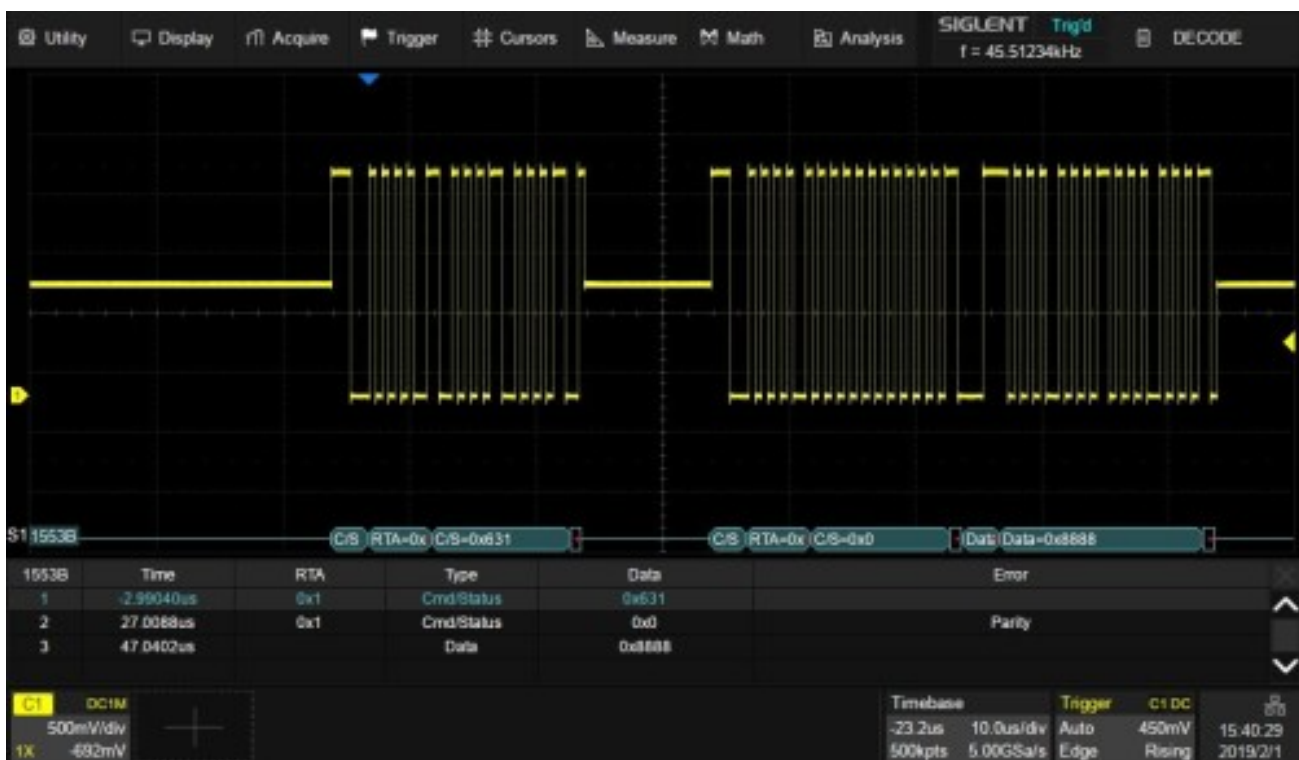 Utility Display Acquire Trigger Cursors Measure Math Analysis SIGLENT Trig'd DECODE
f = 45.51234kHz
1
S1 1553B C/S RTA=0x C/S=0x631 C/S RTA=0x C/S=0x0 Data Data=0x8888
1553B Time RTA Type Data Error
1 -2.99040us 0x1 Cmd/Status 0x631
2 27.0088us 0x1 Cmd/Status 0x0 Parity
3 47.0402us Data 0x8888
C1 DC1M Timebase Trigger C1 DC
500mV/div -23.2us 10.0us/div Auto 450mV 15:40:29
1X -692mV 500kpts 5.00GSa/s Edge Rising 2019/2/1